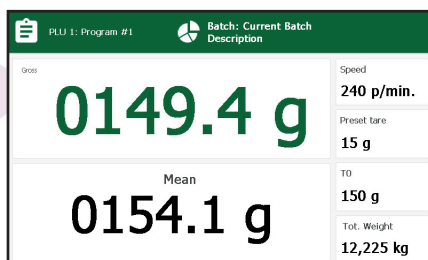 PLU 1: Program #1
Batch: Current Batch
Description
Gross
0149.4 g
Mean
0154.1 g
Speed
240 p/min.
Preset tare
15 g
T0
150 g
Tot. Weight
12,225 kg